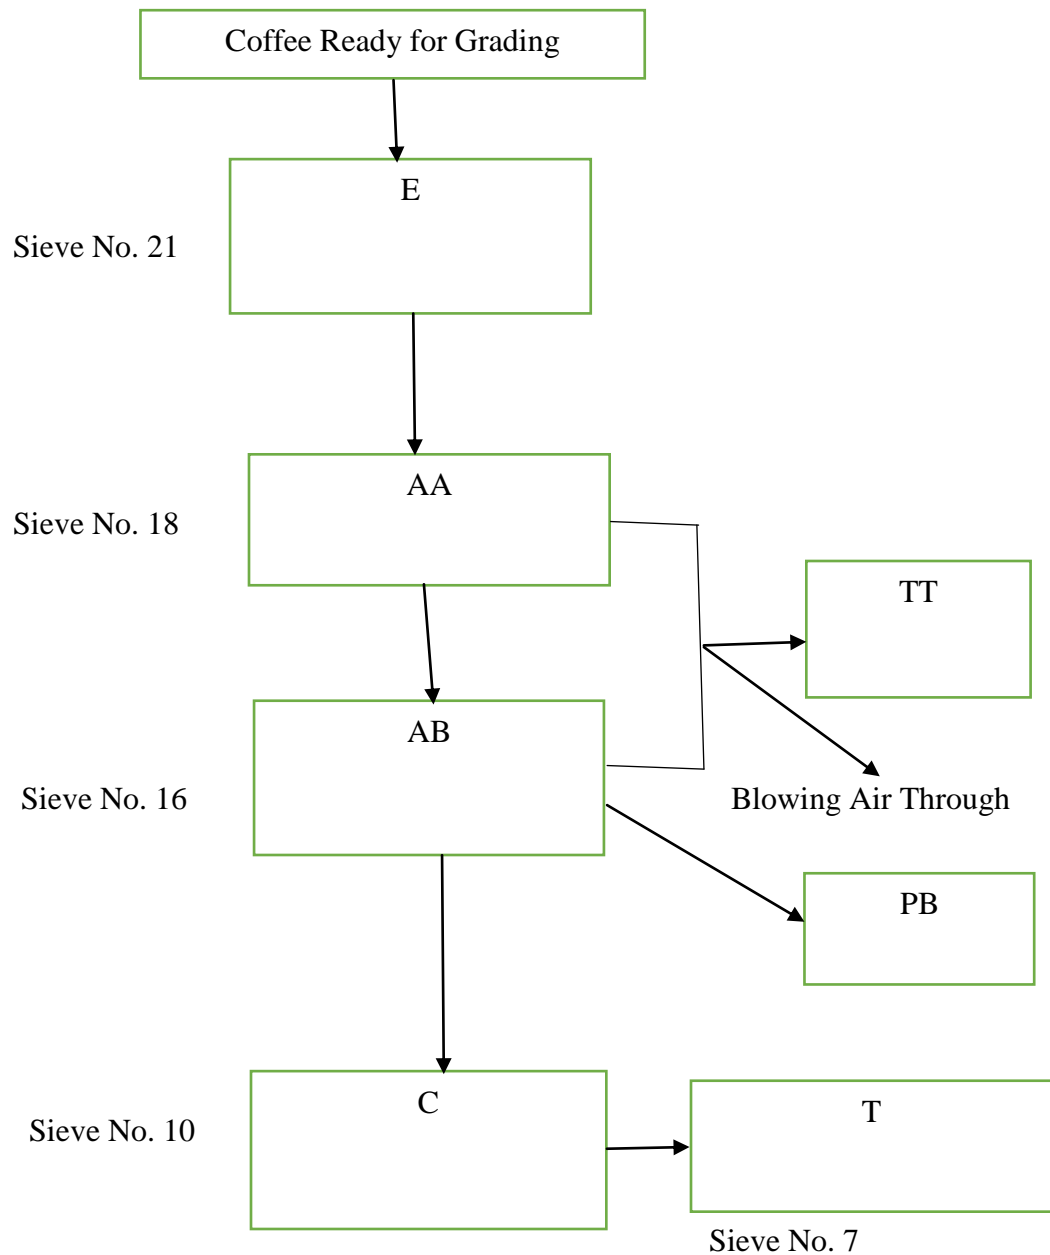 Coffee Ready for Grading
E
Sieve No. 21
AA
Sieve No. 18
TT
AB
Sieve No. 16
Blowing Air Through
PB
C
T
Sieve No. 10
Sieve No. 7